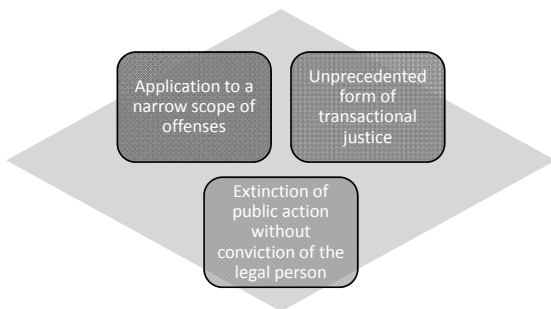 Application to a
narrow scope of
offenses
Unprecedented
form of
transactional
justice
Extinction of
public action
without
conviction of the
legal person